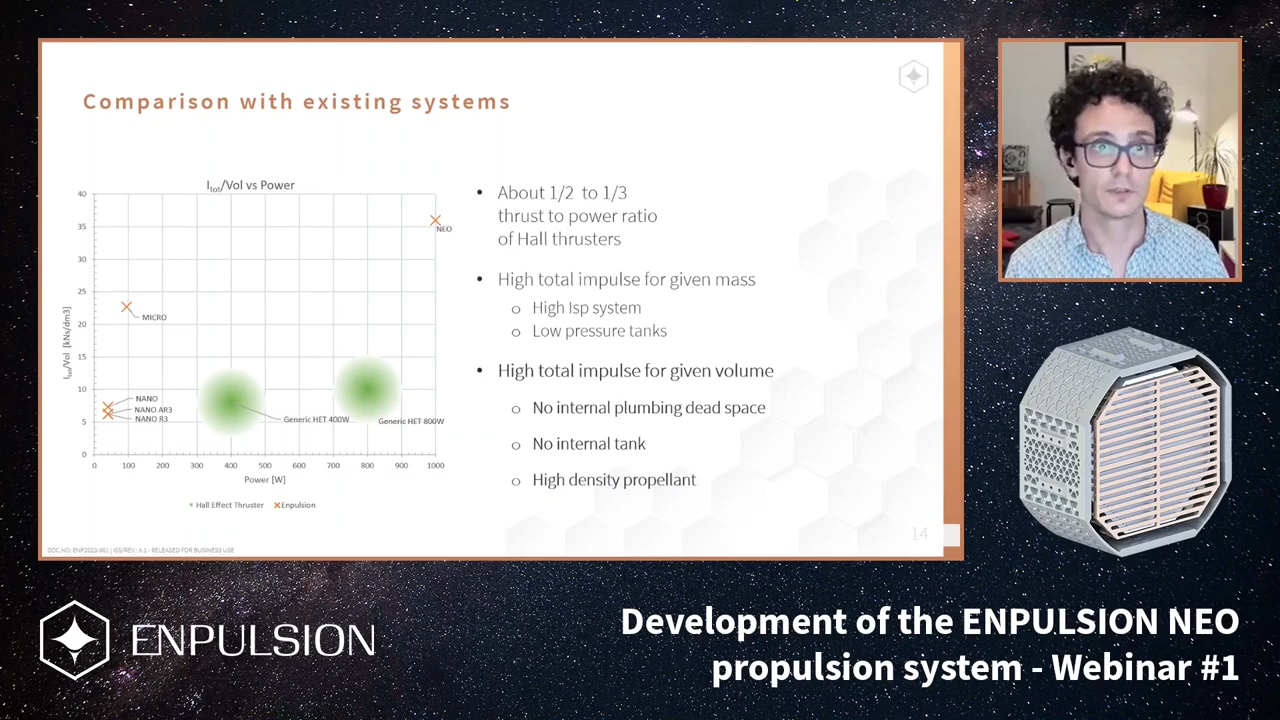 Comparison with existing systems
Itot/Vol vs Power
40
35
30
25
20
15
10
5
0
Itot/Vol [kNs/dm3]
NEO
MICRO
NANO
NANO AR3
NANO R3
Generic HET 400W
Generic HET 800W
0 100 200 300 400 500 600 700 800 900 1000
Power [W]
Hall Effect Thruster Enpulsion
• About 1/2 to 1/3
thrust to power ratio
of Hall thrusters
• High total impulse for given mass
o High Isp system
o Low pressure tanks
• High total impulse for given volume
o No internal plumbing dead space
o No internal tank
o High density propellant
14
ENPULSION
Development of the ENPULSION NEO
propulsion system - Webinar #1